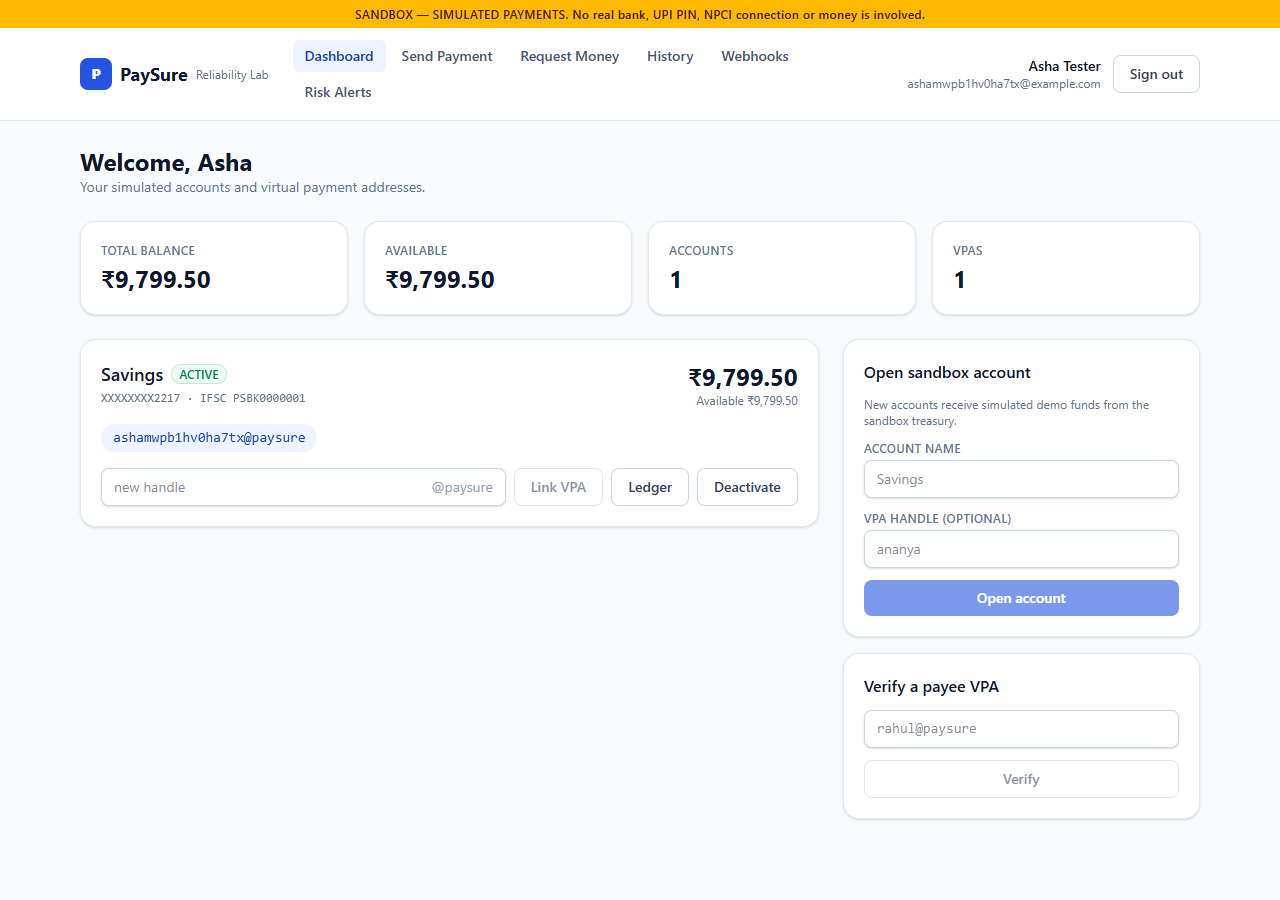 SANDBOX — SIMULATED PAYMENTS. No real bank, UPI PIN, NPCI connection or money is involved.
P PaySure Reliability Lab
Dashboard Send Payment Request Money History Webhooks
Risk Alerts
Asha Tester
ashamwpb1hv0ha7tx@example.com
Sign out
Welcome, Asha
Your simulated accounts and virtual payment addresses.
TOTAL BALANCE
₹9,799.50
AVAILABLE
₹9,799.50
ACCOUNTS
1
VPAS
1
Savings ACTIVE
XXXXXXXX2217 · IFSC PSBK0000001
₹9,799.50
Available ₹9,799.50
ashamwpb1hv0ha7tx@paysure
new handle @paysure Link VPA Ledger Deactivate
Open sandbox account
New accounts receive simulated demo funds from the
sandbox treasury.
ACCOUNT NAME
Savings
VPA HANDLE (OPTIONAL)
ananya
Open account
Verify a payee VPA
rahul@paysure
Verify